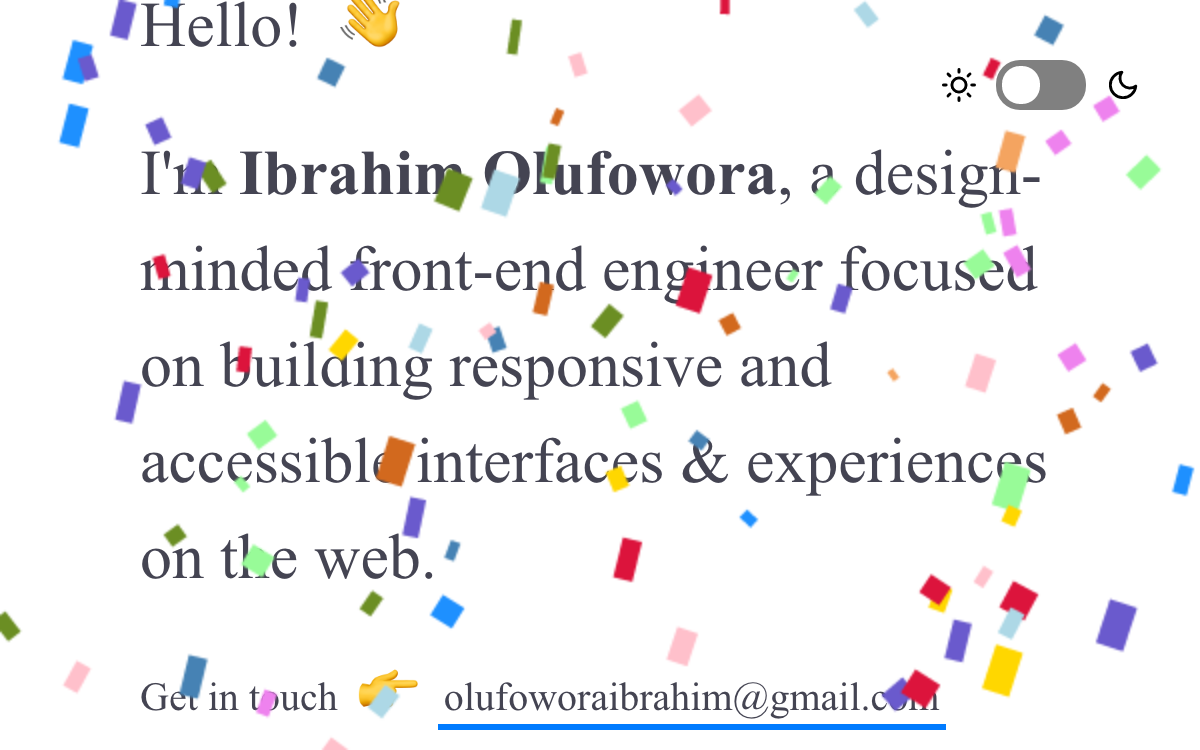 Hello!
I'm Ibrahim Olufowora, a design-
minded front-end engineer focused
on building responsive and
accessible interfaces & experiences
on the web.
Get in touch olufoworaibrahim@gmail.com